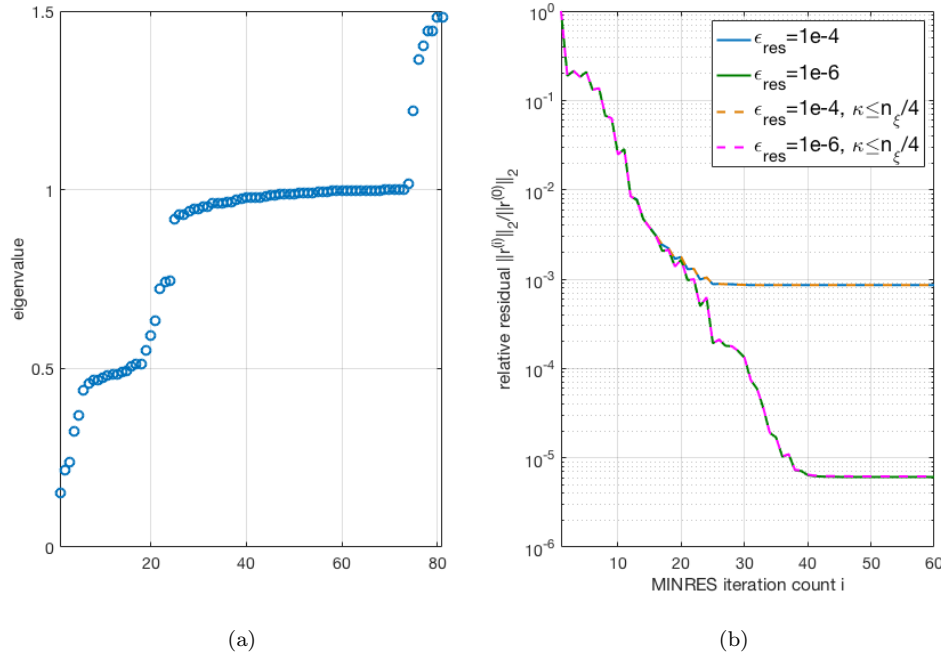 1.5
1
0.5
0
eigenvalue
20 40 60 80
(a)
10^0
10^-1
10^-2
10^-3
10^-4
10^-5
10^-6
relative residual ||r^(i)||_2/||r^(0)||_2
ϵ_res=1e-4
ϵ_res=1e-6
ϵ_res=1e-4, κ≤n_ξ/4
ϵ_res=1e-6, κ≤n_ξ/4
10 20 30 40 50 60
MINRES iteration count i
(b)